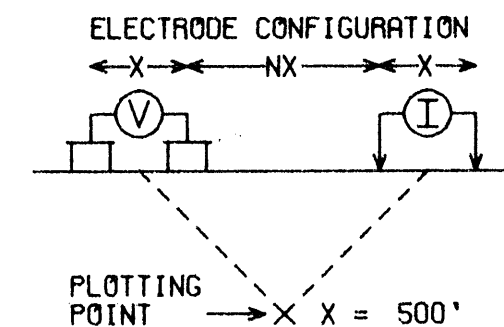 ELECTRODE CONFIGURATION
X NX X
V I
PLOTTING
POINT X X = 500'